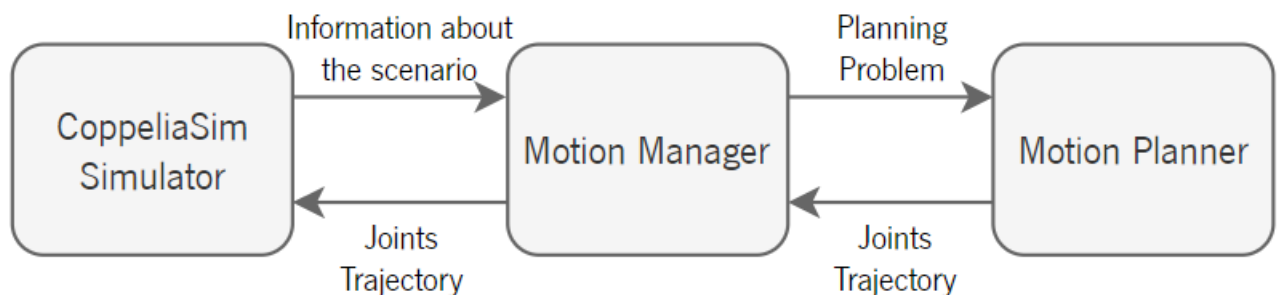 Information about
the scenario
Planning
Problem
CoppeliaSim
Simulator
Motion Manager
Motion Planner
Joints
Trajectory
Joints
Trajectory